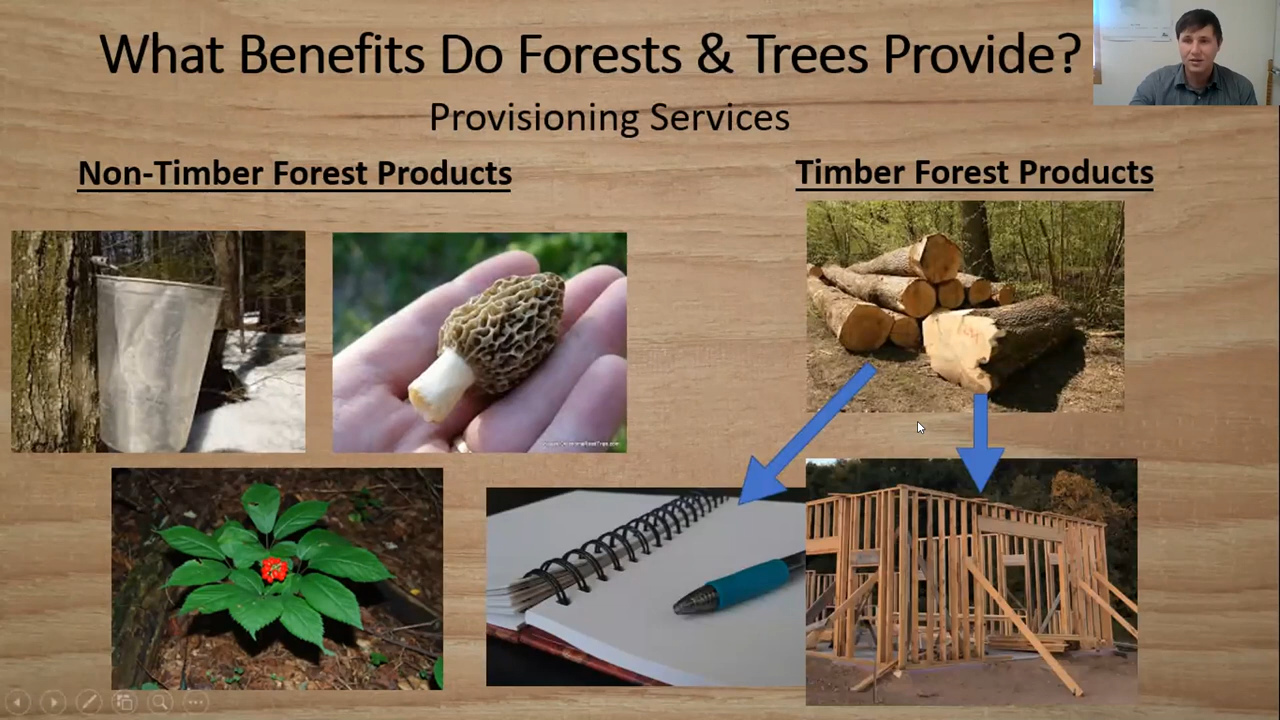 What Benefits Do Forests & Trees Provide?
Provisioning Services
Non-Timber Forest Products
Timber Forest Products